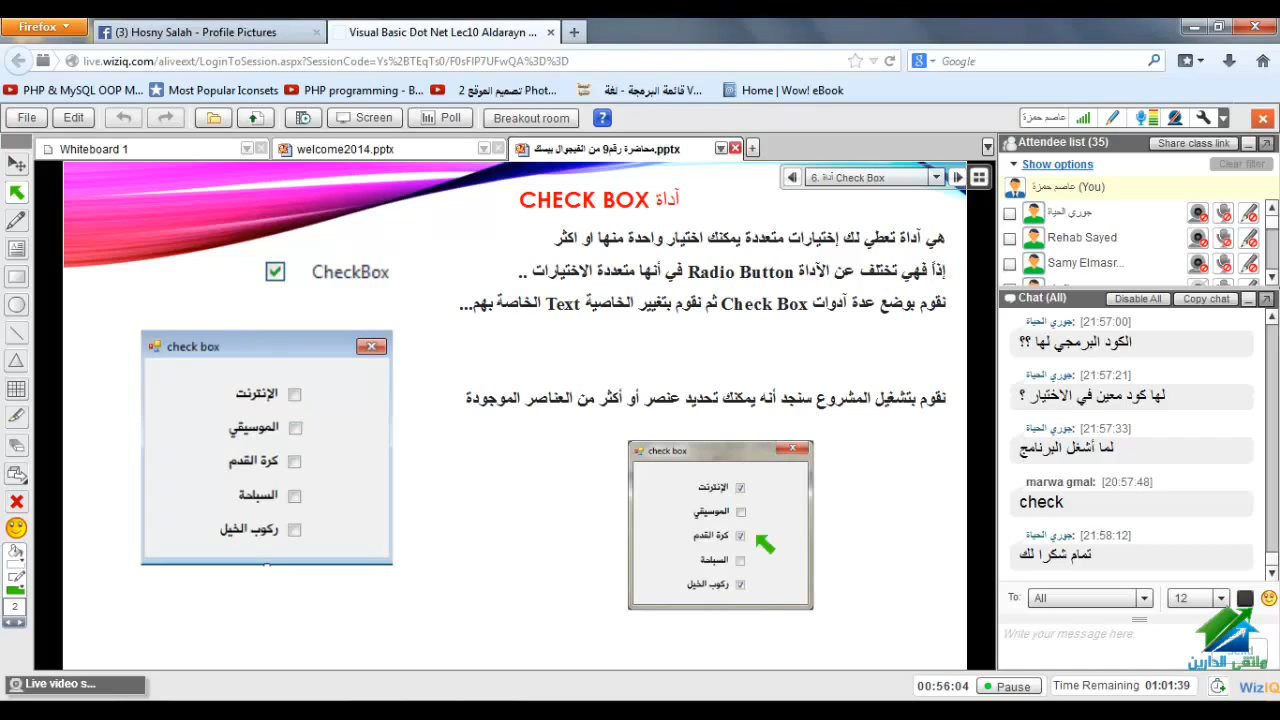 Firefox
(3) Hosny Salah - Profile Pictures
Visual Basic Dot Net Lec10 Aldarayn ...
live.wiziq.com/aliveext/LoginToSession.aspx?SessionCode=Ys%2BTEqTs0/F0sFIP7UFwQA%3D%3D
Google
PHP & MySQL OOP M...
Most Popular Iconsets
PHP programming - B...
تصميم الموقع 2 Phot...
قائمة البرمجة - لغة V...
Home | Wow! eBook
File
Edit
Screen
Poll
Breakout room
عاصم حمزة
Whiteboard 1
welcome2014.pptx
محاضرة رقم9 من الفيجوال بيسك.pptx
6. آداة Check Box
آداة CHECK BOX
هي آداة تعطي لك إختيارات متعددة يمكنك اختيار واحدة منها او اكثر
إذاً فهي تختلف عن الآداة Radio Button في أنها متعددة الاختيارات ..
نقوم بوضع عدة آدوات Check Box ثم نقوم بتغيير الخاصية Text الخاصة بهم...
CheckBox
check box
الإنترنت
الموسيقي
كرة القدم
السباحة
ركوب الخيل
نقوم بتشغيل المشروع سنجد أنه يمكنك تحديد عنصر أو أكثر من العناصر الموجودة
check box
الإنترنت
الموسيقي
كرة القدم
السباحة
ركوب الخيل
Attendee list (35)
Share class link
Show options
Clear filter
عاصم حمزة (You)
جوري الحياة
Rehab Sayed
Samy Elmasr...
Chat (All)
Disable All
Copy chat
جوري الحياة: [21:57:00]
الكود البرمجي لها ؟؟
جوري الحياة: [21:57:21]
لها كود معين في الاختيار ؟
جوري الحياة: [21:57:33]
لما أشغل البرنامج
marwa gmal: [20:57:48]
check
جوري الحياة: [21:58:12]
تمام شكرا لك
To:
All
12
Write your message here.
Send
ملتقى الدارين
2
Live video s...
00:56:04
Pause
Time Remaining
01:01:39
WizIQ